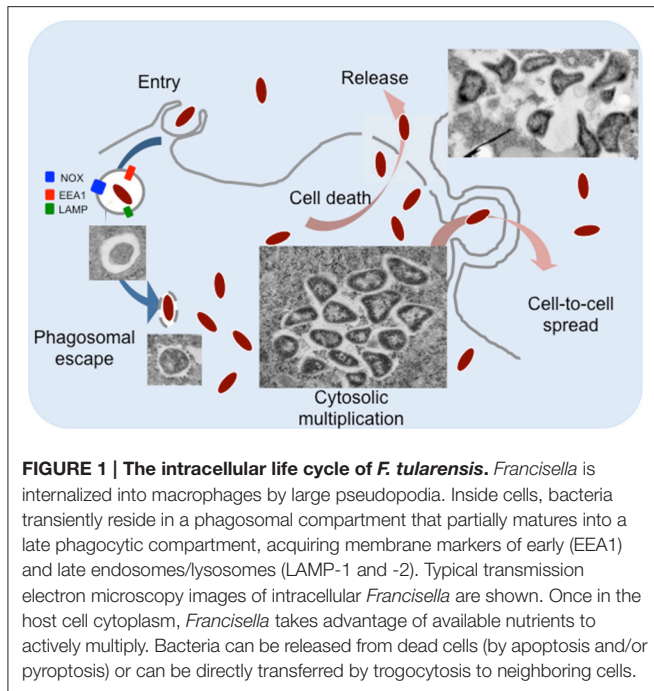 Entry
Release
NOX
EEA1
LAMP
Cell death
Phagosomal
escape
Cell-to-cell
spread
Cytosolic
multiplication
FIGURE 1 | The intracellular life cycle of F. tularensis. Francisella is
internalized into macrophages by large pseudopodia. Inside cells, bacteria
transiently reside in a phagosomal compartment that partially matures into a
late phagocytic compartment, acquiring membrane markers of early (EEA1)
and late endosomes/lysosomes (LAMP-1 and -2). Typical transmission
electron microscopy images of intracellular Francisella are shown. Once in the
host cell cytoplasm, Francisella takes advantage of available nutrients to
actively multiply. Bacteria can be released from dead cells (by apoptosis and/or
pyroptosis) or can be directly transferred by trogocytosis to neighboring cells.